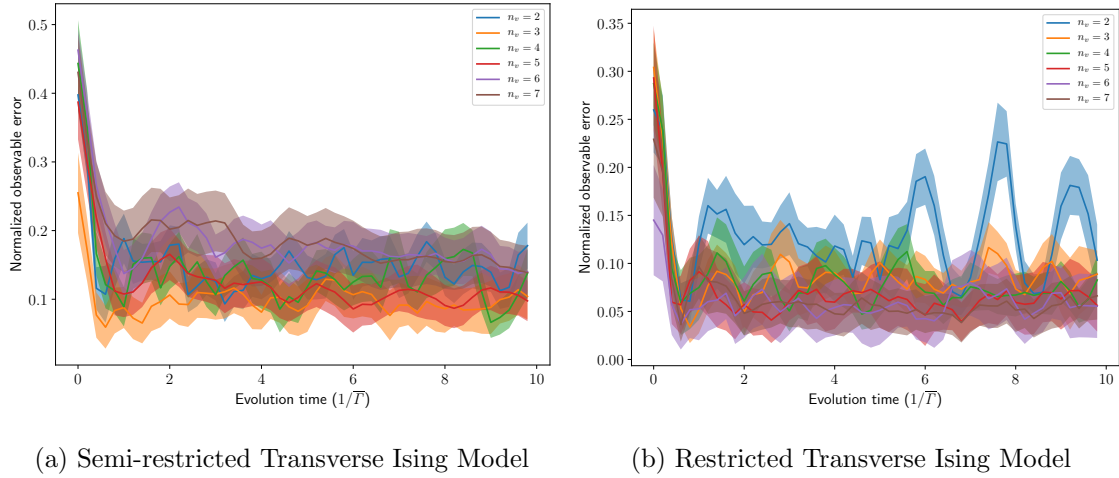 0.5
0.4
0.3
0.2
0.1
Normalized observable error
0 2 4 6 8 10
Evolution time (1/Γ̅)
n_v = 2
n_v = 3
n_v = 4
n_v = 5
n_v = 6
n_v = 7
(a) Semi-restricted Transverse Ising Model
0.35
0.30
0.25
0.20
0.15
0.10
0.05
0.00
Normalized observable error
0 2 4 6 8 10
Evolution time (1/Γ̅)
n_v = 2
n_v = 3
n_v = 4
n_v = 5
n_v = 6
n_v = 7
(b) Restricted Transverse Ising Model